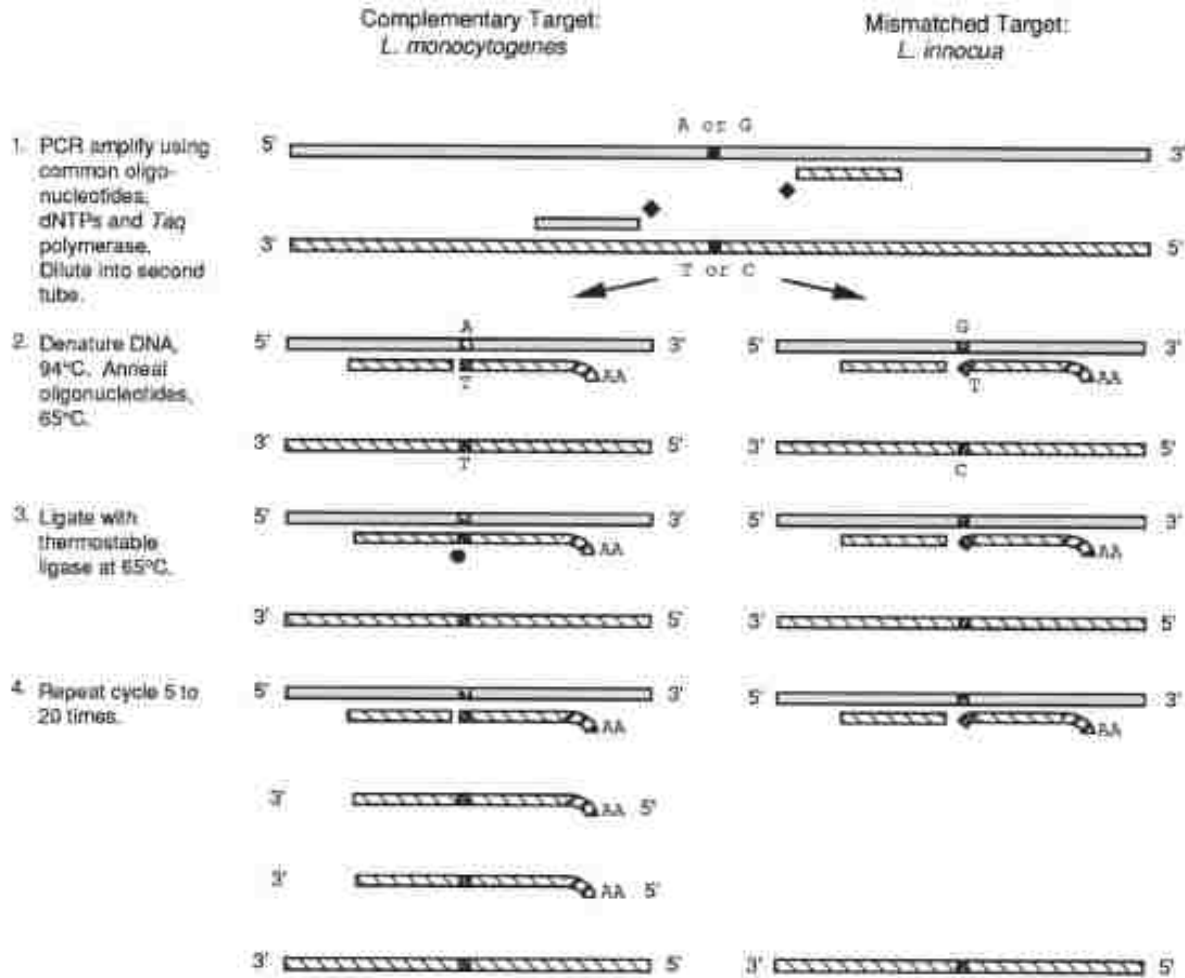 Complementary Target:
L. monocytogenes
Mismatched Target:
L. innocua
A or G
1. PCR amplify using
common oligo-
nucleotides,
dNTPs and Taq
polymerase.
Dilute into second
tube.
5' 3'
3' 5'
T or C
2. Denature DNA,
94°C. Anneal
oligonucleotides,
65°C.
A
5' 3'
AA
T
3' 5'
T
G
5' 3'
AA
T
3' 5'
C
3. Ligate with
thermostable
ligase at 65°C.
5' 3'
AA
3' 5'
5' 3'
AA
3' 5'
4. Repeat cycle 5 to
20 times.
5' 3'
AA
5' 3'
AA
3' AA 5'
3' AA 5'
3' 5'
3' 5'